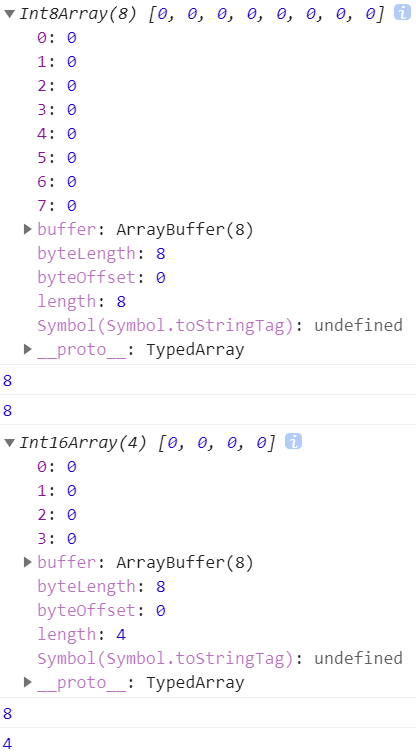 Int8Array(8) [0, 0, 0, 0, 0, 0, 0, 0] i
0: 0
1: 0
2: 0
3: 0
4: 0
5: 0
6: 0
7: 0
buffer: ArrayBuffer(8)
byteLength: 8
byteOffset: 0
length: 8
Symbol(Symbol.toStringTag): undefined
__proto__: TypedArray
8
8
Int16Array(4) [0, 0, 0, 0] i
0: 0
1: 0
2: 0
3: 0
buffer: ArrayBuffer(8)
byteLength: 8
byteOffset: 0
length: 4
Symbol(Symbol.toStringTag): undefined
__proto__: TypedArray
8
4